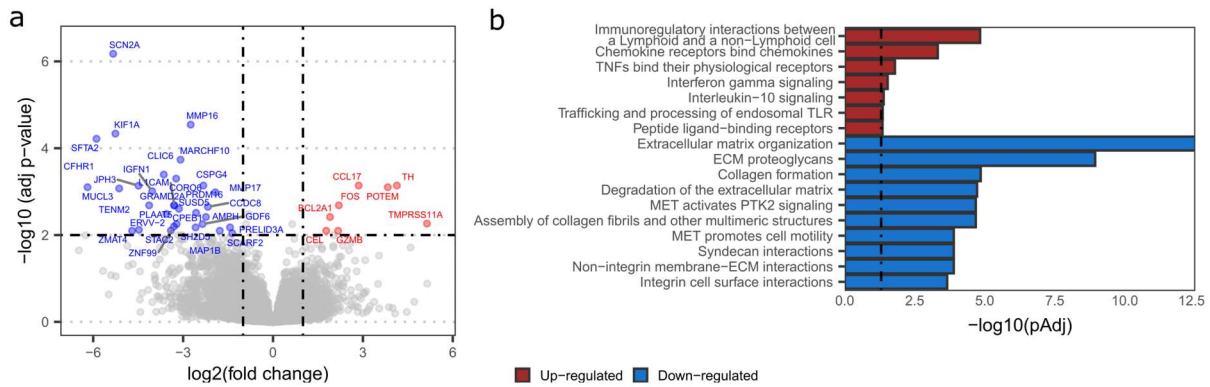 a
SCN2A
MMP16
KIF1A
SFTA2
MARCHF10
CLIC6
CFHR1
IGFN1
CSPG4
CCL17
TH
JPH3
L1CAM
CORO6
MMP17
FOS
POTEM
MUCL3
GRAMD2A
PRDM16
CCDC8
BCL2A1
TMPRSS11A
TENM2
PLAAT5
SUSD5
CPEB1
AMPH
GDF6
ERVV-2
PRELID3A
ZMAT4
STAC2
SH2D5
SCARF2
CEL
GZMB
ZNF99
MAP1B
−log10 (adj p−value)
6
4
2
0
−6
−3
0
3
6
log2(fold change)
b
Immunoregulatory interactions between
a Lymphoid and a non−Lymphoid cell
Chemokine receptors bind chemokines
TNFs bind their physiological receptors
Interferon gamma signaling
Interleukin−10 signaling
Trafficking and processing of endosomal TLR
Peptide ligand−binding receptors
Extracellular matrix organization
ECM proteoglycans
Collagen formation
Degradation of the extracellular matrix
MET activates PTK2 signaling
Assembly of collagen fibrils and other multimeric structures
MET promotes cell motility
Syndecan interactions
Non−integrin membrane−ECM interactions
Integrin cell surface interactions
0.0
2.5
5.0
7.5
10.0
12.5
−log10(pAdj)
Up−regulated
Down−regulated